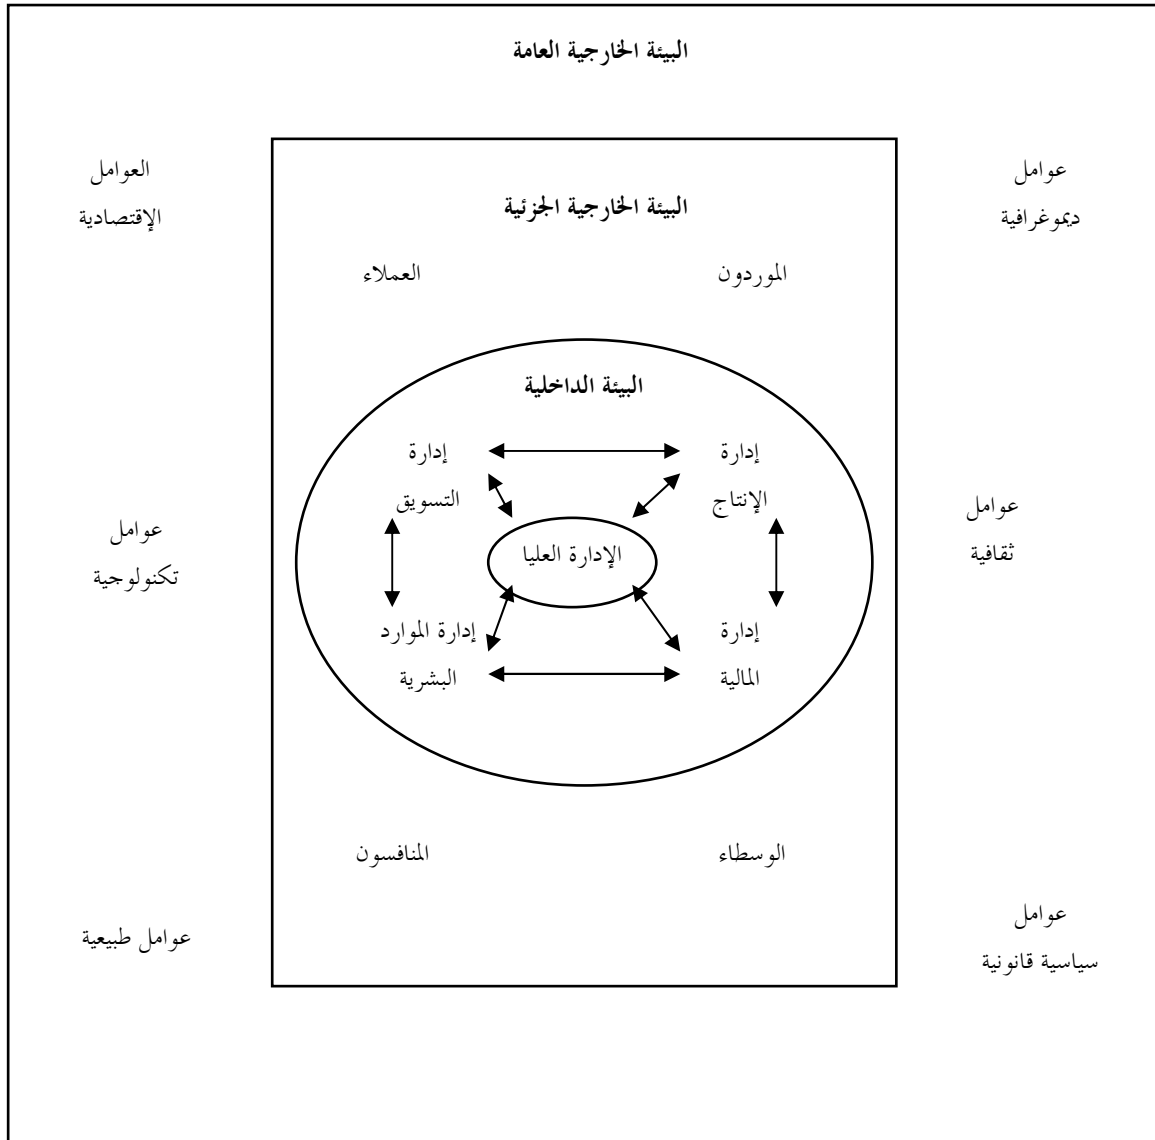 البيئة الخارجية العامة
عوامل
ديموغرافية
العوامل
الإقتصادية
البيئة الخارجية الجزئية
الموردون
العملاء
البيئة الداخلية
إدارة
الإنتاج
إدارة
التسويق
الإدارة العليا
عوامل
ثقافية
عوامل
تكنولوجية
إدارة
المالية
إدارة الموارد
البشرية
الوسطاء
المنافسون
عوامل
سياسية قانونية
عوامل طبيعية